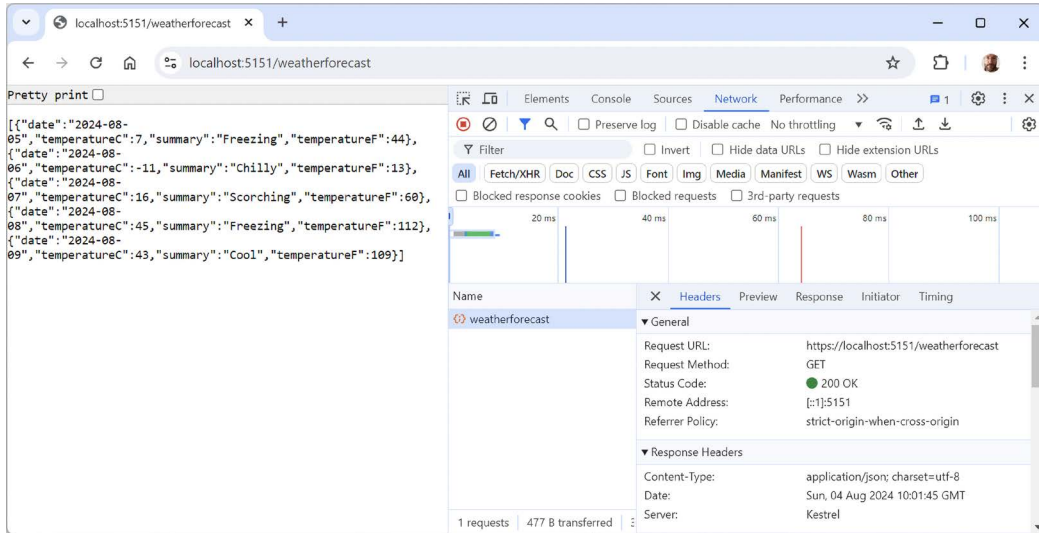 localhost:5151/weatherforecast
localhost:5151/weatherforecast
Pretty print
[{"date":"2024-08-
05","temperatureC":7,"summary":"Freezing","temperatureF":44},
{"date":"2024-08-
06","temperatureC":-11,"summary":"Chilly","temperatureF":13},
{"date":"2024-08-
07","temperatureC":16,"summary":"Scorching","temperatureF":60},
{"date":"2024-08-
08","temperatureC":45,"summary":"Freezing","temperatureF":112},
{"date":"2024-08-
09","temperatureC":43,"summary":"Cool","temperatureF":109}]
Elements Console Sources Network Performance 1
Preserve log Disable cache No throttling
Filter Invert Hide data URLs Hide extension URLs
All Fetch/XHR Doc CSS JS Font Img Media Manifest WS Wasm Other
Blocked response cookies Blocked requests 3rd-party requests
20 ms 40 ms 60 ms 80 ms 100 ms
Name
weatherforecast
1 requests 477 B transferred
Headers Preview Response Initiator Timing
General
Request URL: https://localhost:5151/weatherforecast
Request Method: GET
Status Code: 200 OK
Remote Address: [::1]:5151
Referrer Policy: strict-origin-when-cross-origin
Response Headers
Content-Type: application/json; charset=utf-8
Date: Sun, 04 Aug 2024 10:01:45 GMT
Server: Kestrel